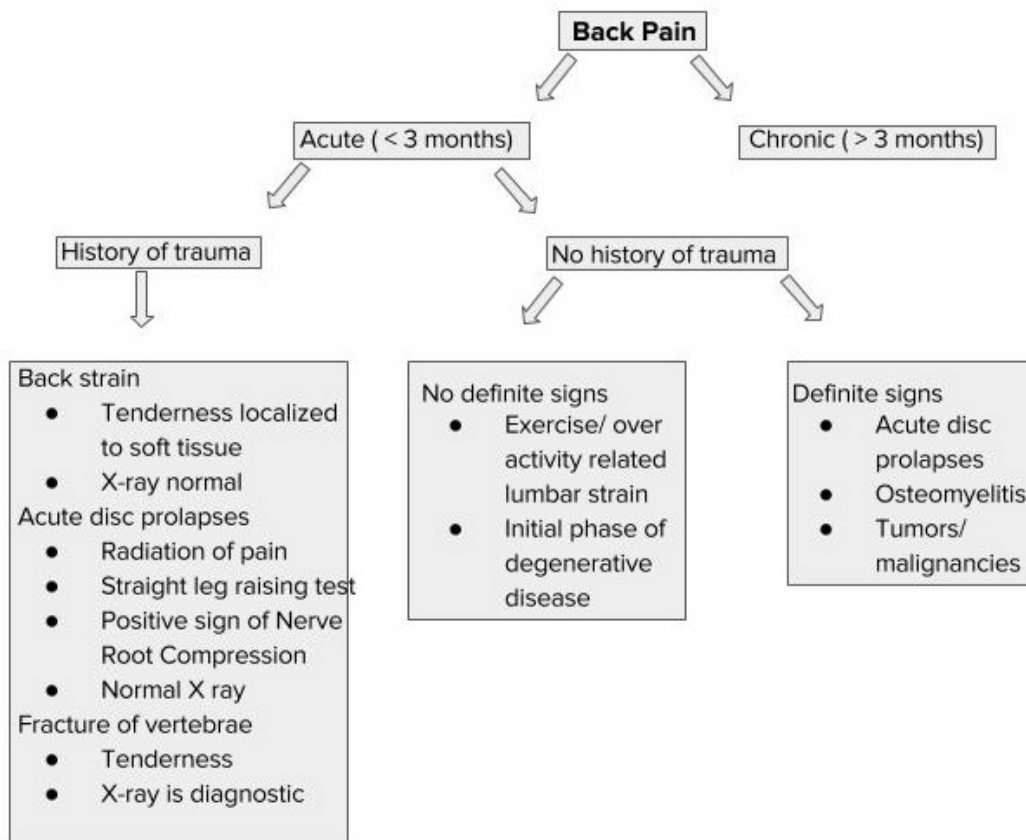 Back Pain
Acute ( < 3 months)
Chronic ( > 3 months)
History of trauma
No history of trauma
Back strain
● Tenderness localized
to soft tissue
● X-ray normal
Acute disc prolapses
● Radiation of pain
● Straight leg raising test
● Positive sign of Nerve
Root Compression
● Normal X ray
Fracture of vertebrae
● Tenderness
● X-ray is diagnostic
No definite signs
● Exercise/ over
activity related
lumbar strain
● Initial phase of
degenerative
disease
Definite signs
● Acute disc
prolapses
● Osteomyelitis
● Tumors/
malignancies